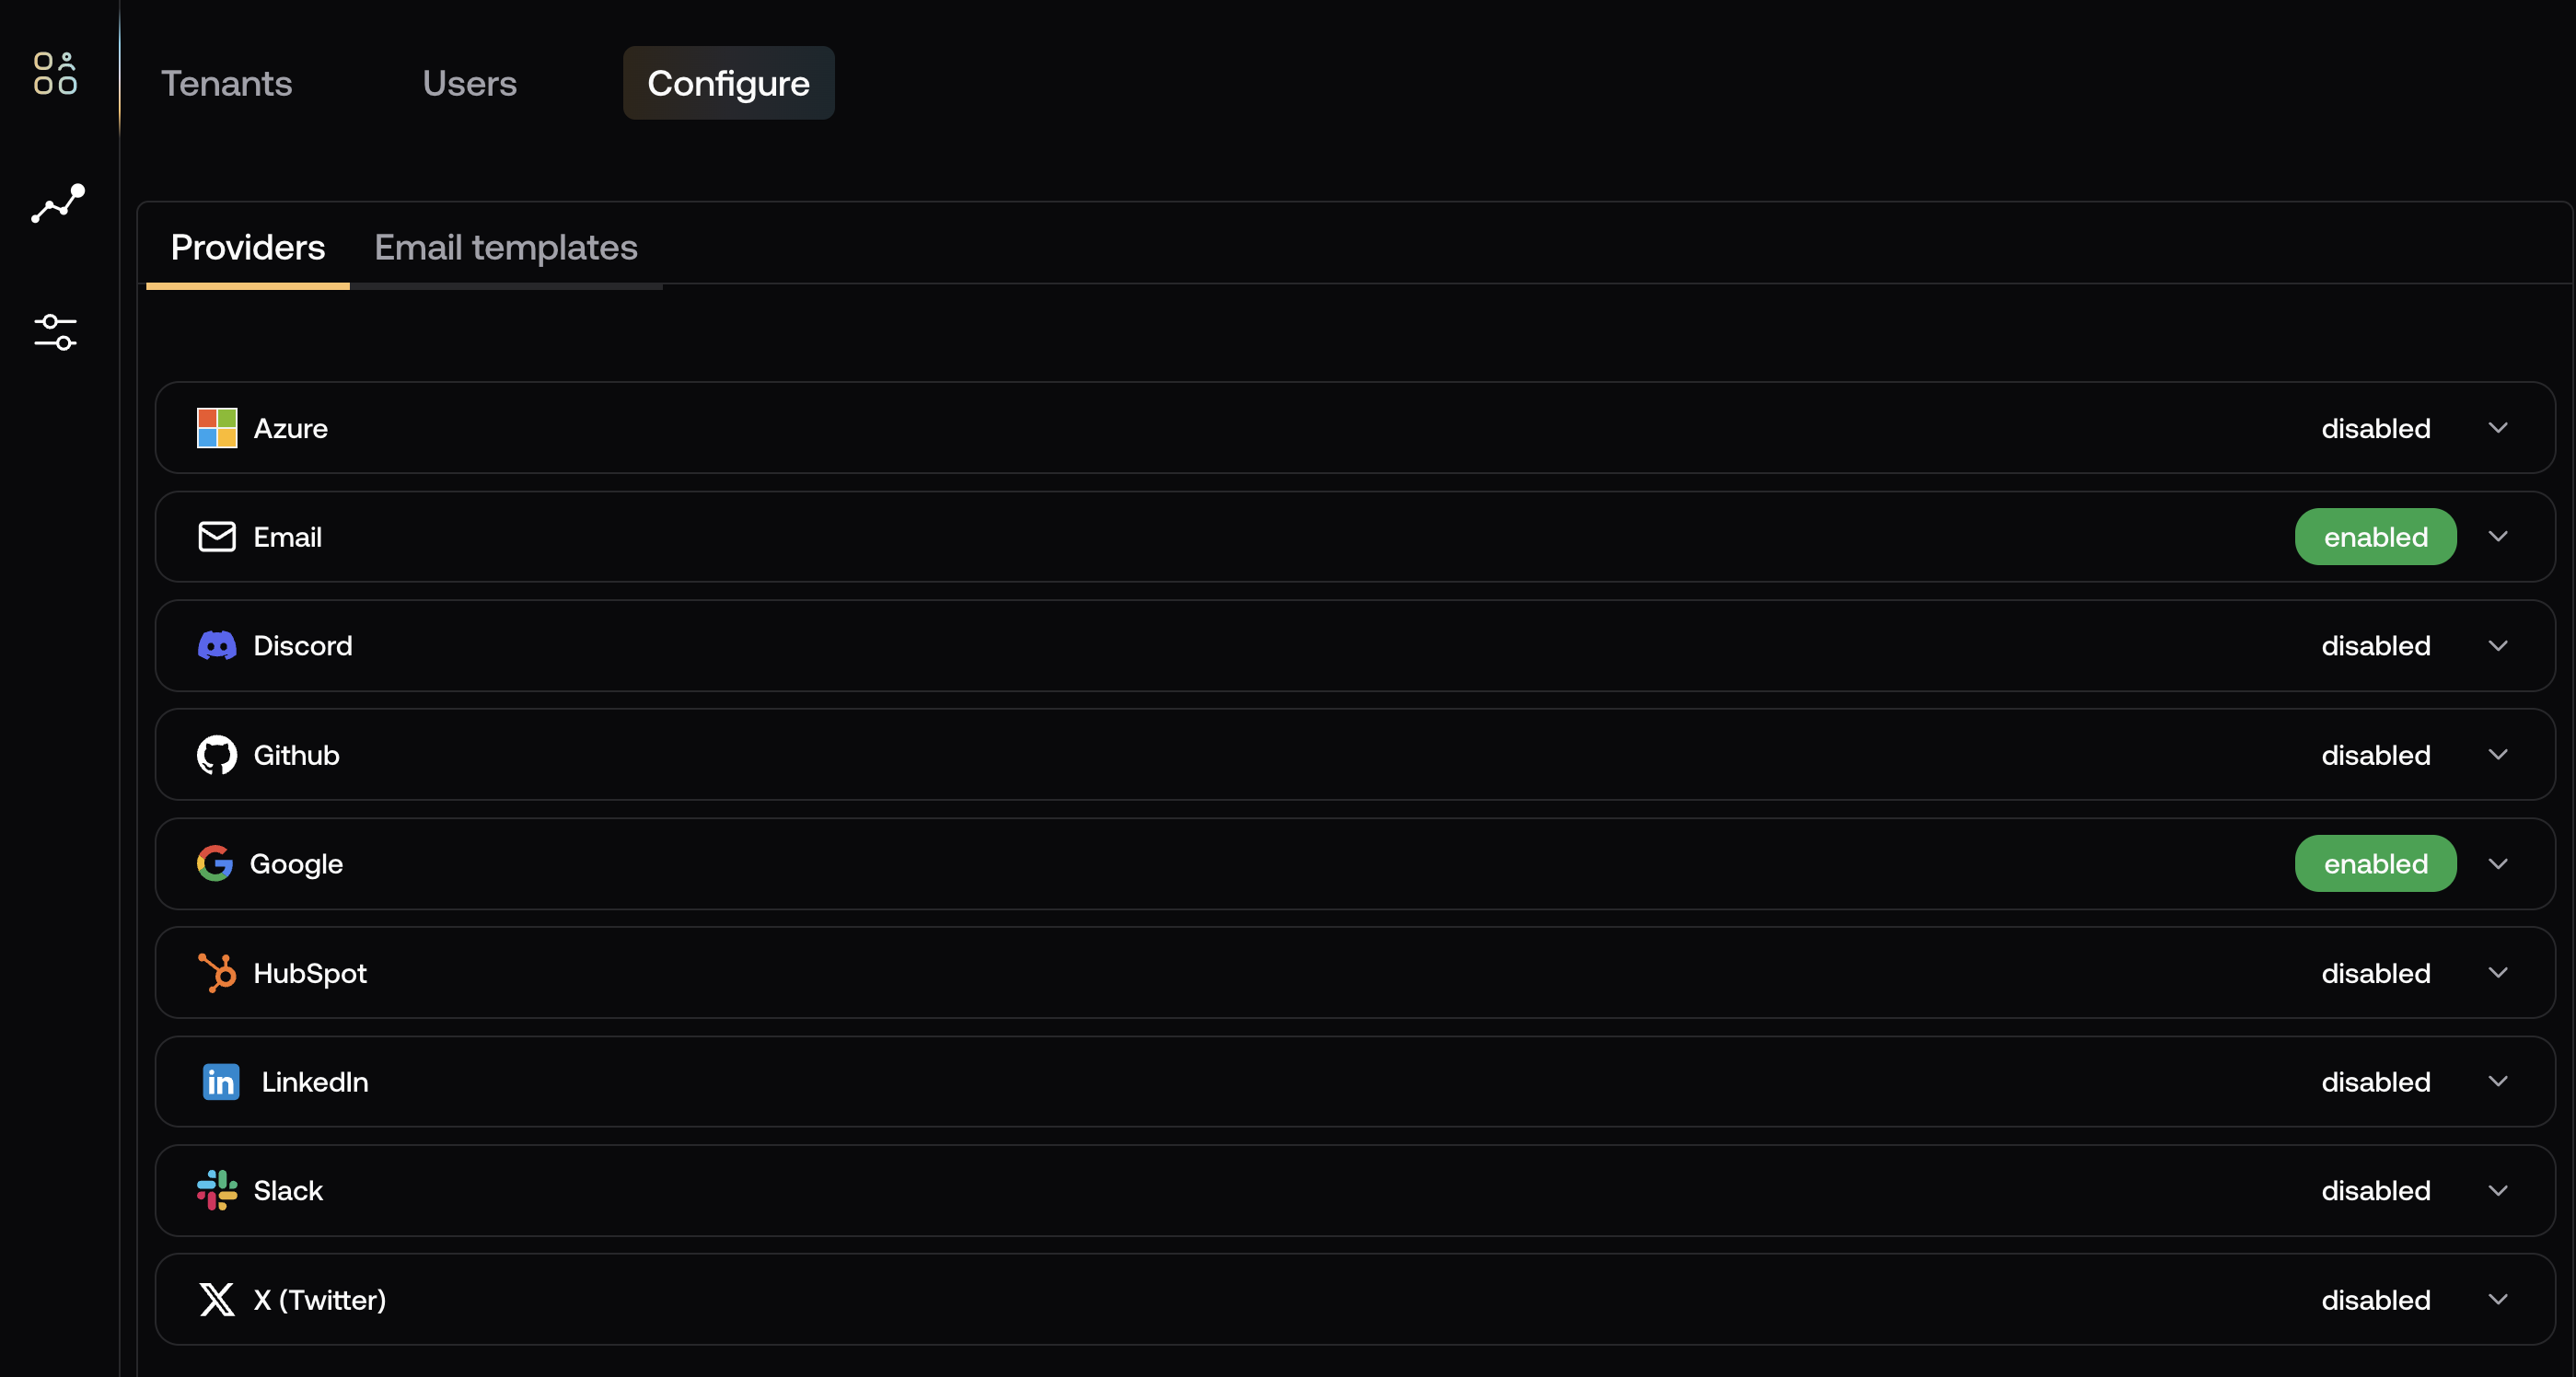 Tenants Users Configure
Providers Email templates
Azure disabled
Email enabled
Discord disabled
Github disabled
Google enabled
HubSpot disabled
in LinkedIn disabled
Slack disabled
X (Twitter) disabled